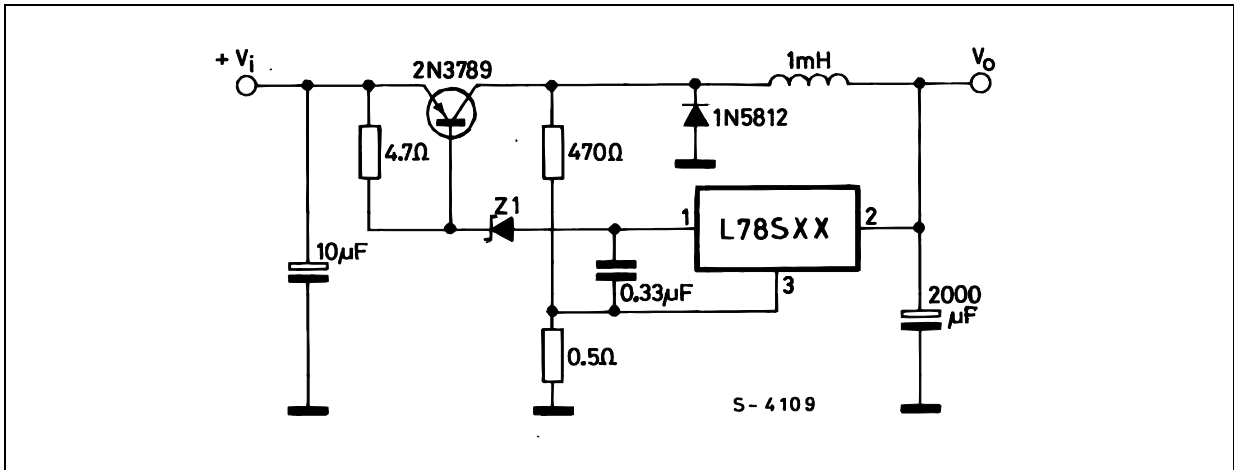 + Vi
2N3789
1mH
Vo
1N5812
4.7Ω
470Ω
Z1
1
L78SXX
2
10µF
0.33µF
3
2000
µF
0.5Ω
S-4109